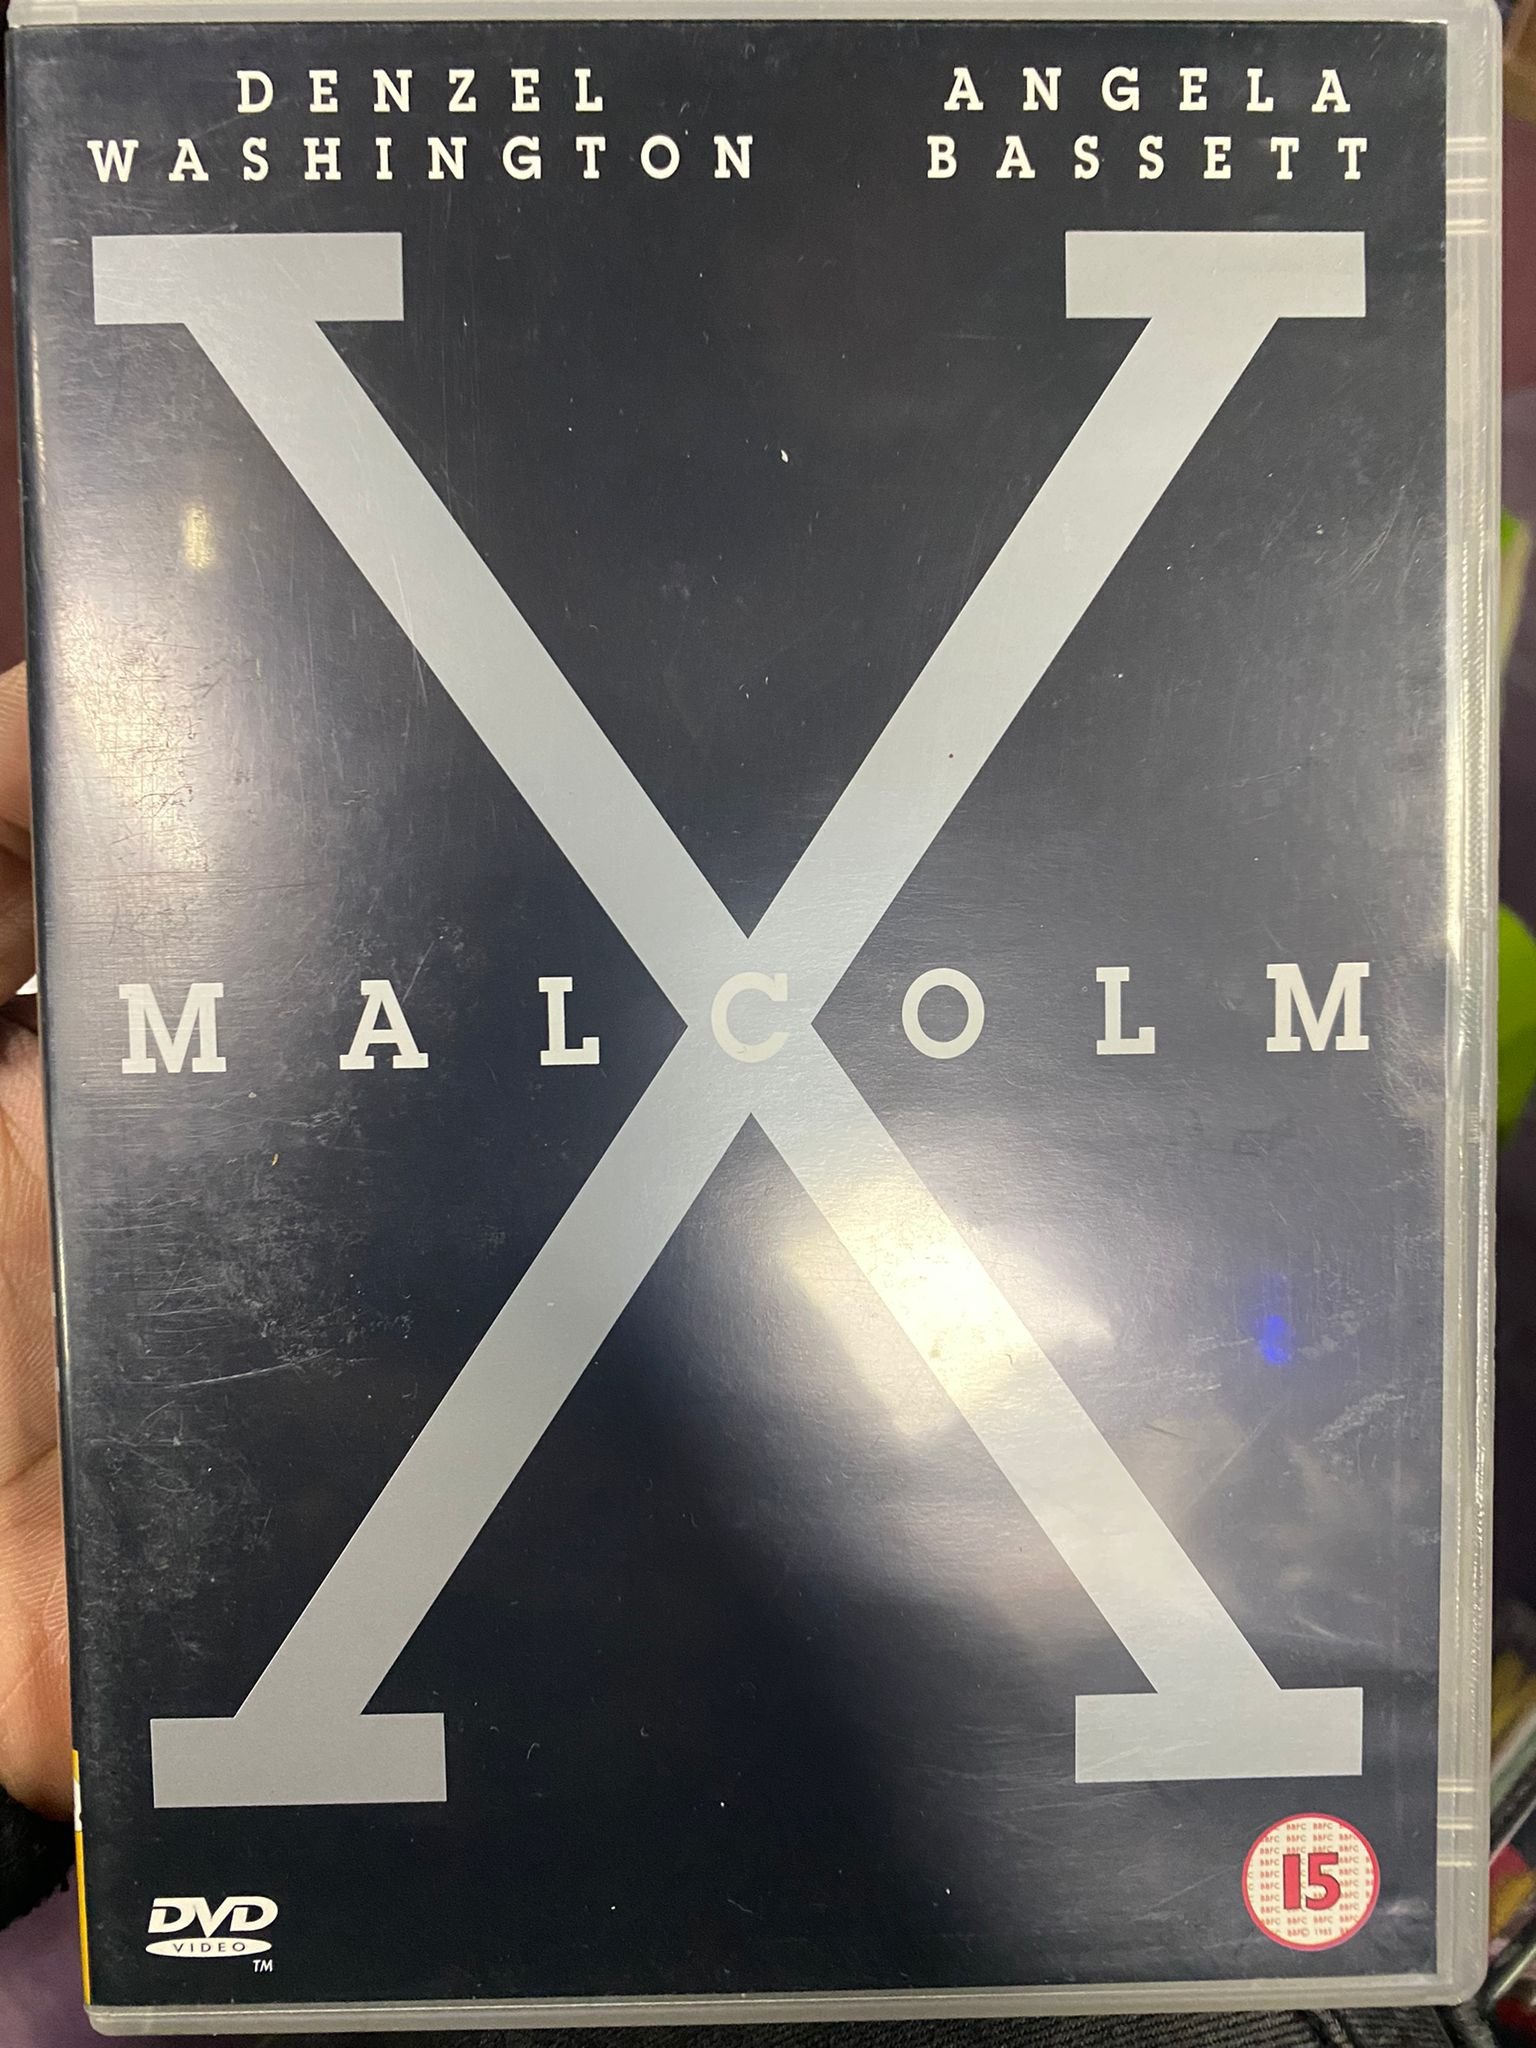 DENZEL
WASHINGTON
ANGELA
BASSETT
X
MALCOLM
DVD
VIDEO
TM
15